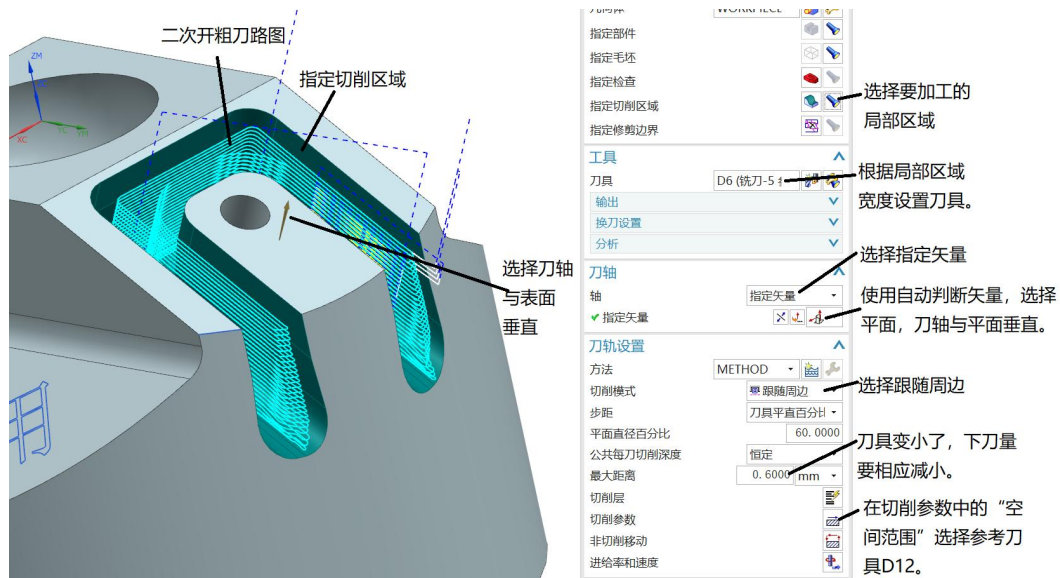 二次开粗刀路图
指定切削区域
ZM
XC
YC
YM
选择刀轴
与表面
垂直
几何体 WORKPIECE
指定部件
指定毛坯
指定检查
指定切削区域
指定修剪边界
选择要加工的
局部区域
工具
刀具 D6 (铣刀-5
输出
换刀设置
分析
根据局部区域
宽度设置刀具。
刀轴
轴 指定矢量
指定矢量
选择指定矢量
使用自动判断矢量，选择
平面，刀轴与平面垂直。
刀轨设置
方法 METHOD
切削模式 跟随周边
步距 刀具平直百分比
平面直径百分比 60.0000
公共每刀切削深度 恒定
最大距离 0.6000 mm
切削层
切削参数
非切削移动
进给率和速度
选择跟随周边
刀具变小了，下刀量
要相应减小。
在切削参数中的“空
间范围”选择参考刀
具D12。